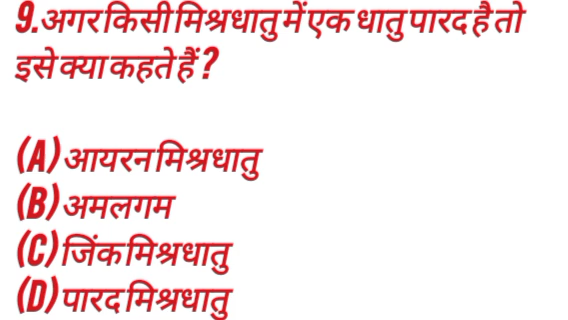 9.अगर किसी मिश्रधातु में एक धातु पारद है तो
इसे क्या कहते हैं ?
(A) आयरन मिश्रधातु
(B) अमलगम
(C) जिंक मिश्रधातु
(D) पारद मिश्रधातु